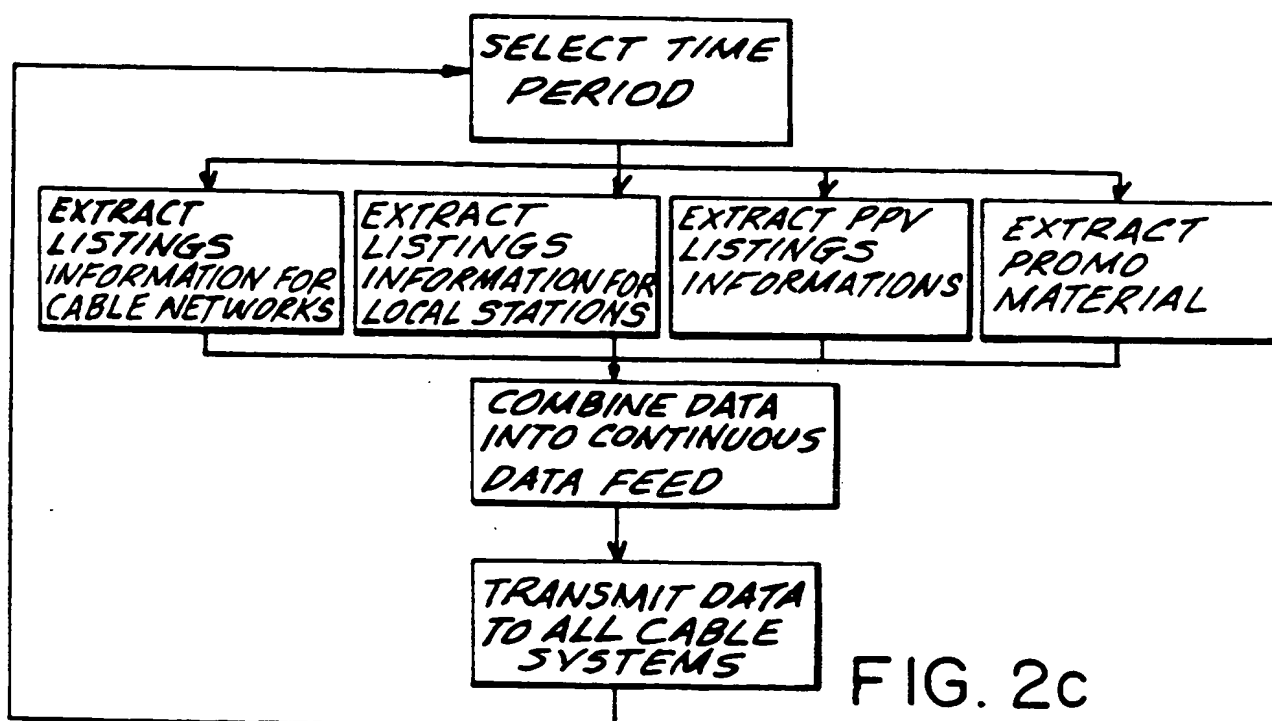 SELECT TIME
PERIOD
EXTRACT
LISTINGS
INFORMATION FOR
CABLE NETWORKS
EXTRACT
LISTINGS
INFORMATION FOR
LOCAL STATIONS
EXTRACT PPV
LISTINGS
INFORMATIONS
EXTRACT
PROMO
MATERIAL
COMBINE DATA
INTO CONTINUOUS
DATA FEED
TRANSMIT DATA
TO ALL CABLE
SYSTEMS
FIG. 2c